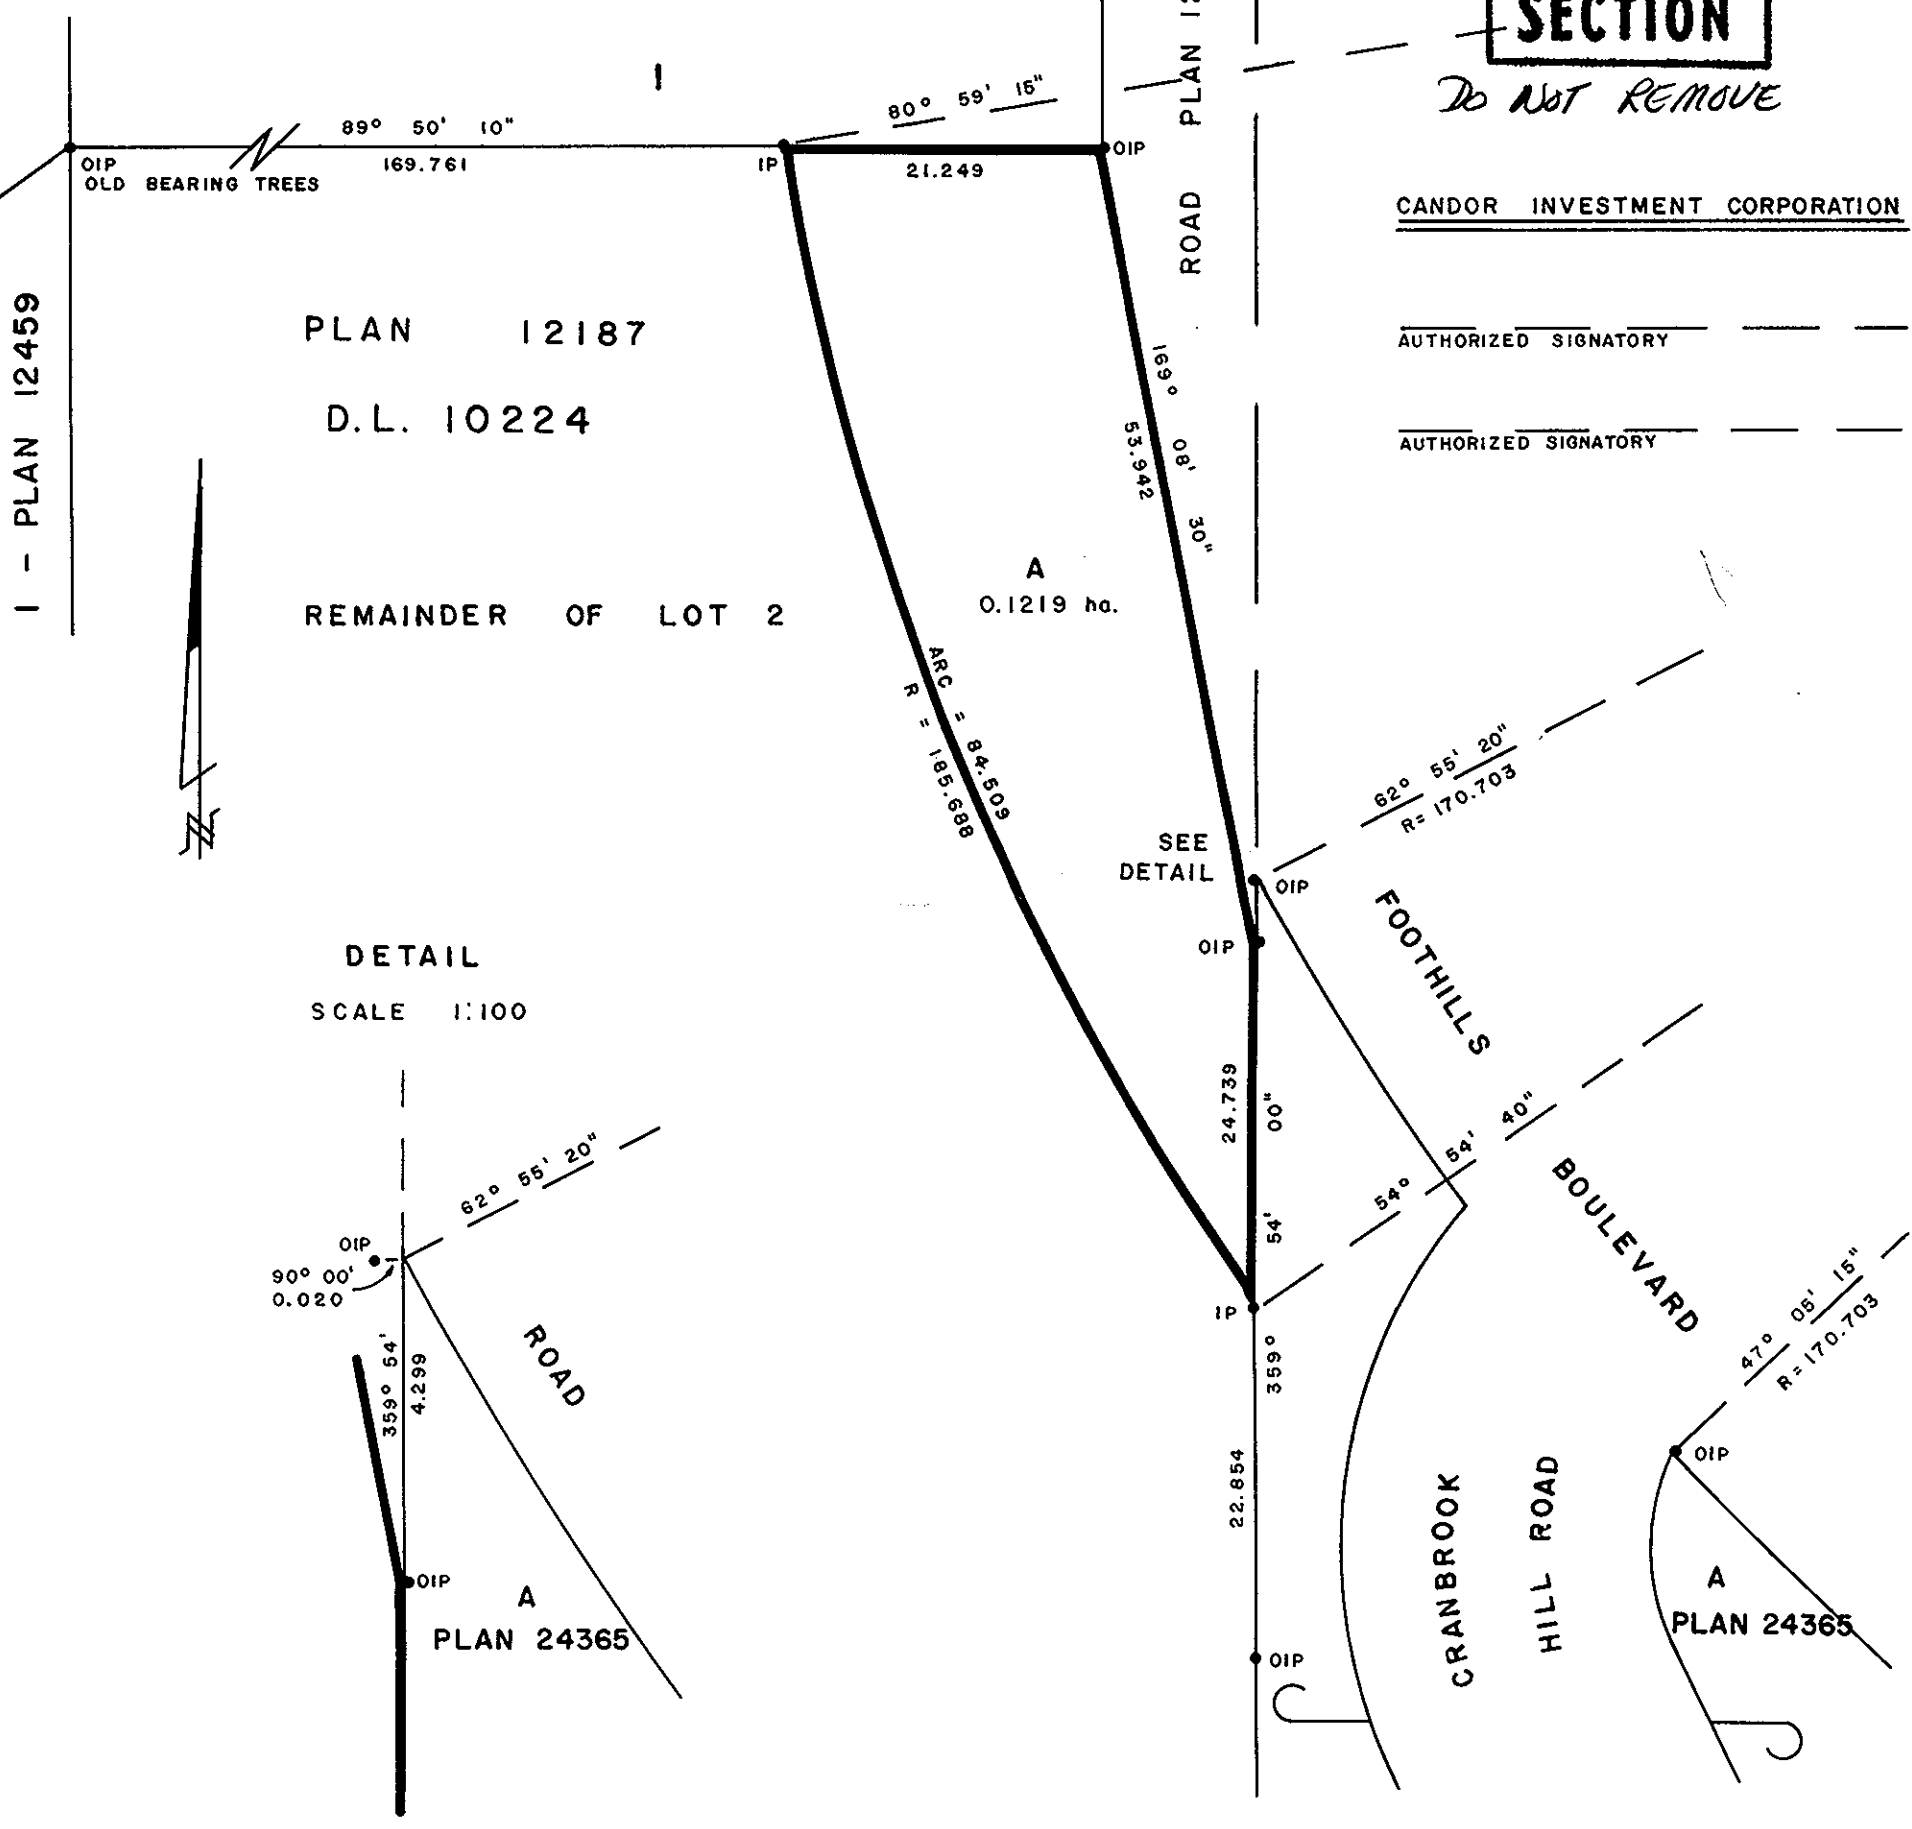 SECTION
DO NOT REMOVE
CANDOR INVESTMENT CORPORATION
AUTHORIZED SIGNATORY
AUTHORIZED SIGNATORY
I
80° 59' 15"
89° 50' 10"
169.761
OIP
OLD BEARING TREES
IP
21.249
OIP
ROAD PLAN
I - PLAN 12459
PLAN 12187
D.L. 10224
REMAINDER OF LOT 2
N
A
0.1219 ha.
169° 08' 30"
53.942
ARC = 84.509
R = 185.688
62° 55' 20"
R= 170.703
SEE
DETAIL
OIP
OIP
FOOTHILLS BOULEVARD
24.739
359° 54' 00"
54° 54' 40"
IP
22.854
47° 05' 15"
R= 170.703
OIP
CRANBROOK
HILL ROAD
A
PLAN 24365
OIP
DETAIL
SCALE 1:100
62° 55' 20"
OIP
90° 00'
0.020
359° 54'
4.299
ROAD
OIP
A
PLAN 24365